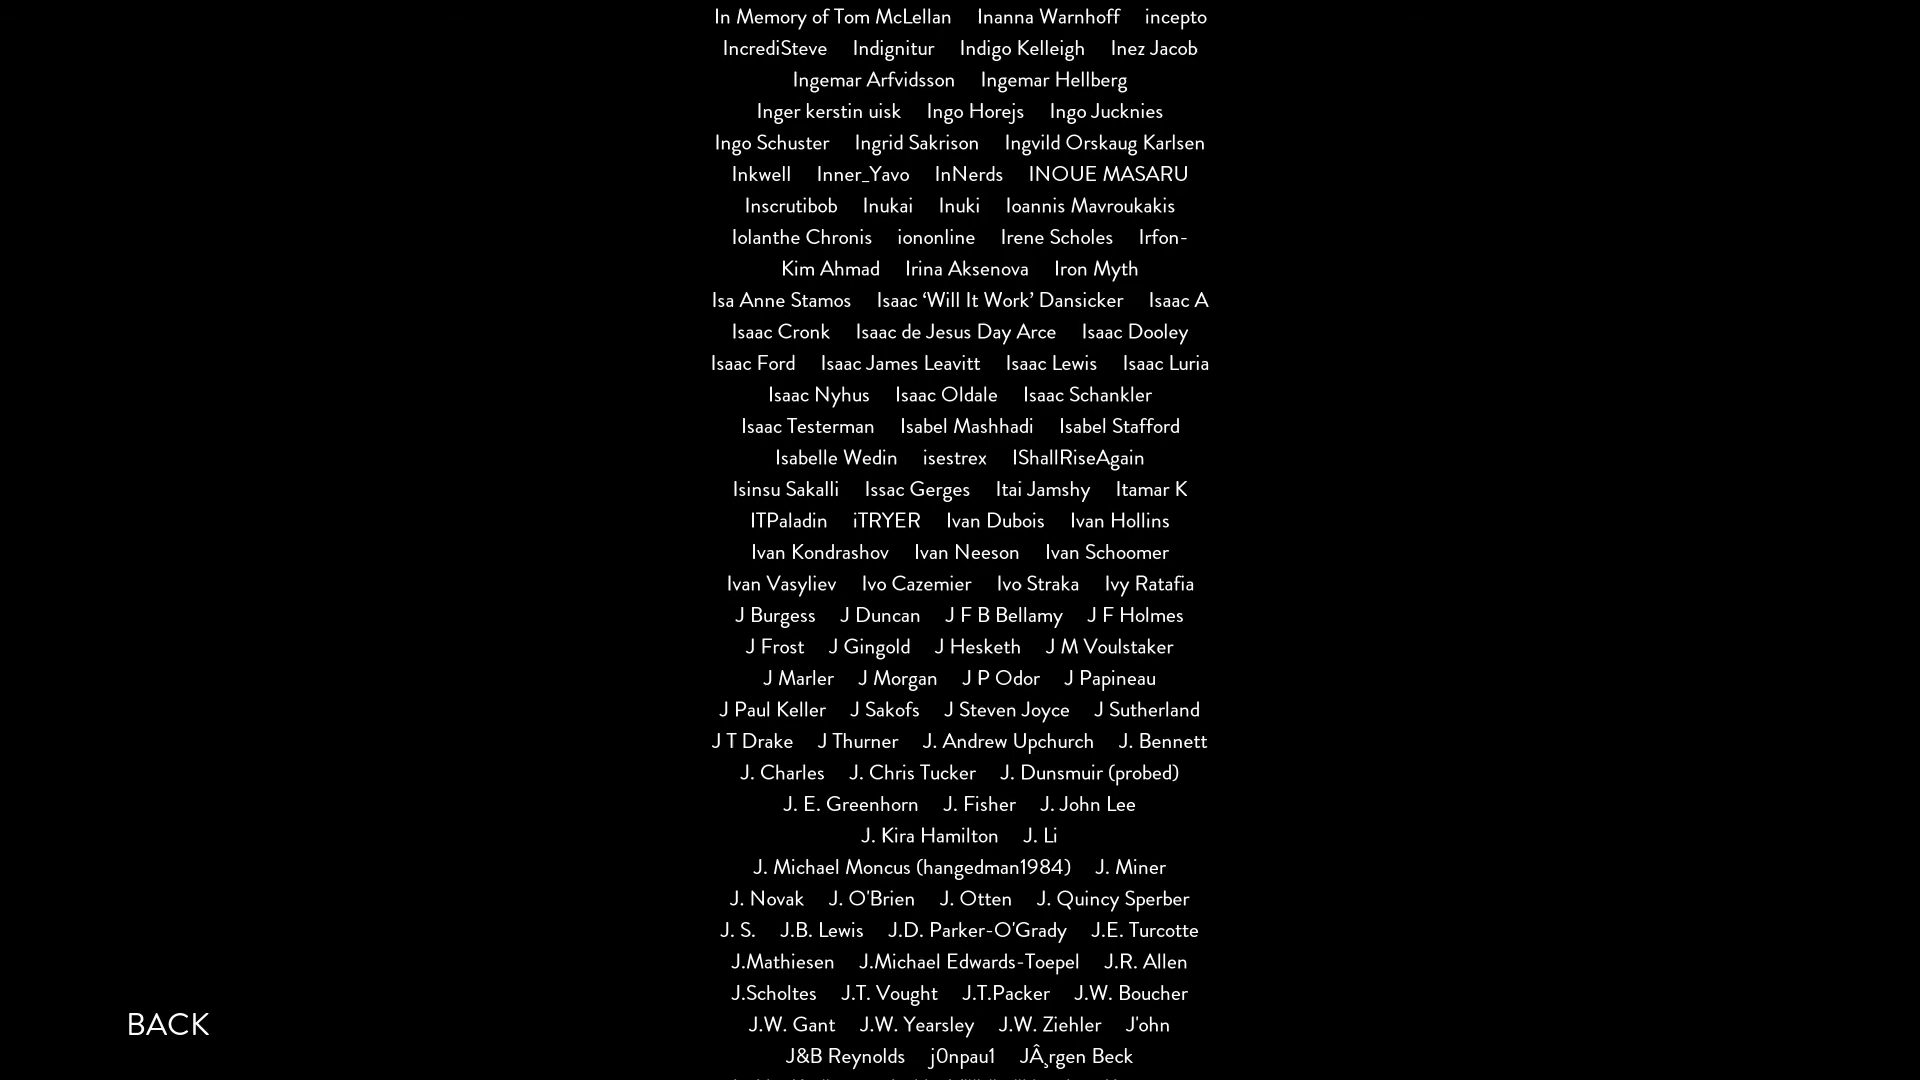 In Memory of Tom McLellan Inanna Warnhoff incepto
IncrediSteve Indignitur Indigo Kelleigh Inez Jacob
Ingemar Arfvidsson Ingemar Hellberg
Inger kerstin uisk Ingo Horejs Ingo Jucknies
Ingo Schuster Ingrid Sakrison Ingvild Orskaug Karlsen
Inkwell Inner_Yavo InNerds INOUE MASARU
Inscrutibob Inukai Inuki Ioannis Mavroukakis
Iolanthe Chronis iononline Irene Scholes Irfon-
Kim Ahmad Irina Aksenova Iron Myth
Isa Anne Stamos Isaac ‘Will It Work’ Dansicker Isaac A
Isaac Cronk Isaac de Jesus Day Arce Isaac Dooley
Isaac Ford Isaac James Leavitt Isaac Lewis Isaac Luria
Isaac Nyhus Isaac Oldale Isaac Schankler
Isaac Testerman Isabel Mashhadi Isabel Stafford
Isabelle Wedin isestrex IShallRiseAgain
Isinsu Sakalli Issac Gerges Itai Jamshy Itamar K
ITPaladin iTRYER Ivan Dubois Ivan Hollins
Ivan Kondrashov Ivan Neeson Ivan Schoomer
Ivan Vasyliev Ivo Cazemier Ivo Straka Ivy Ratafia
J Burgess J Duncan J F B Bellamy J F Holmes
J Frost J Gingold J Hesketh J M Voulstaker
J Marler J Morgan J P Odor J Papineau
J Paul Keller J Sakofs J Steven Joyce J Sutherland
J T Drake J Thurner J. Andrew Upchurch J. Bennett
J. Charles J. Chris Tucker J. Dunsmuir (probed)
J. E. Greenhorn J. Fisher J. John Lee
J. Kira Hamilton J. Li
J. Michael Moncus (hangedman1984) J. Miner
J. Novak J. O'Brien J. Otten J. Quincy Sperber
J. S. J.B. Lewis J.D. Parker-O'Grady J.E. Turcotte
J.Mathiesen J.Michael Edwards-Toepel J.R. Allen
J.Scholtes J.T. Vought J.T.Packer J.W. Boucher
J.W. Gant J.W. Yearsley J.W. Ziehler J'ohn
J&B Reynolds j0npau1 JÂ¸rgen Beck
BACK